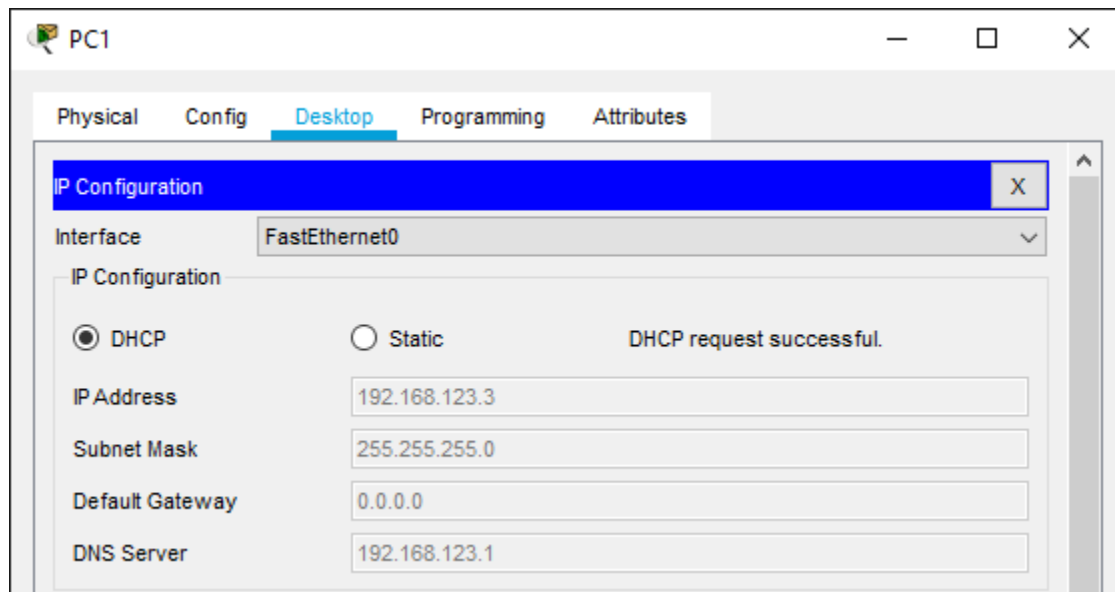 PC1
Physical Config Desktop Programming Attributes
IP Configuration X
Interface FastEthernet0
IP Configuration
DHCP Static DHCP request successful.
IP Address 192.168.123.3
Subnet Mask 255.255.255.0
Default Gateway 0.0.0.0
DNS Server 192.168.123.1